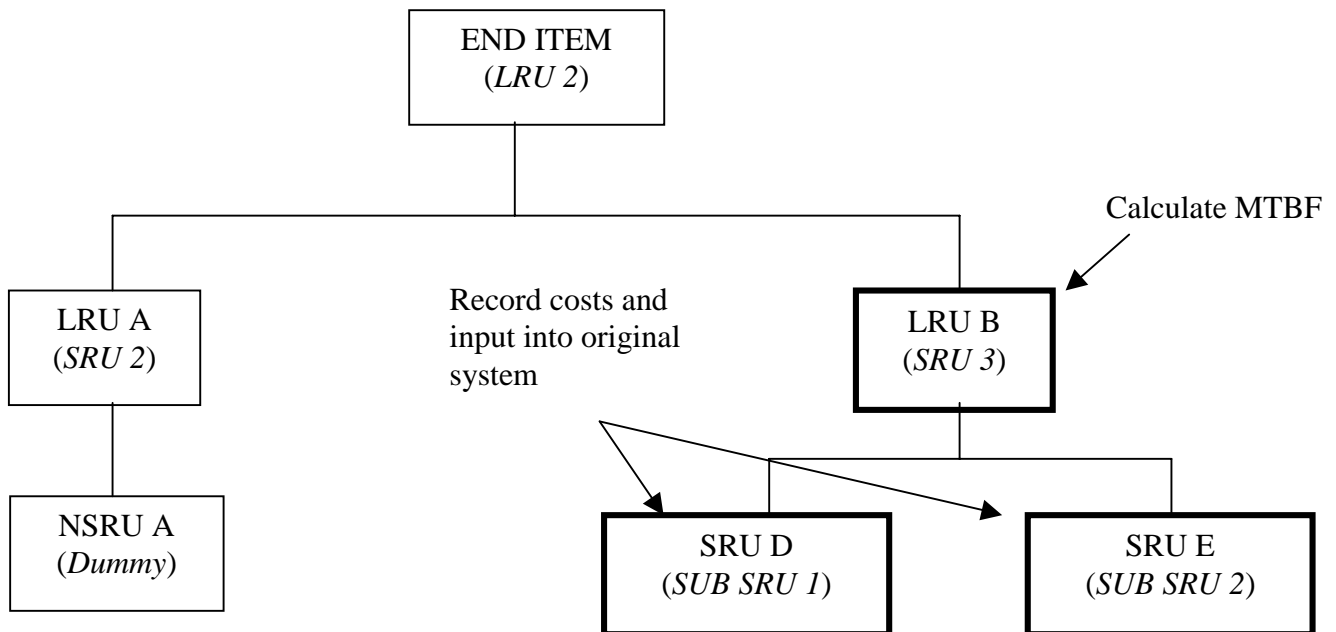 END ITEM
(LRU 2)
Calculate MTBF
LRU A
(SRU 2)
Record costs and
input into original
system
LRU B
(SRU 3)
NSRU A
(Dummy)
SRU D
(SUB SRU 1)
SRU E
(SUB SRU 2)